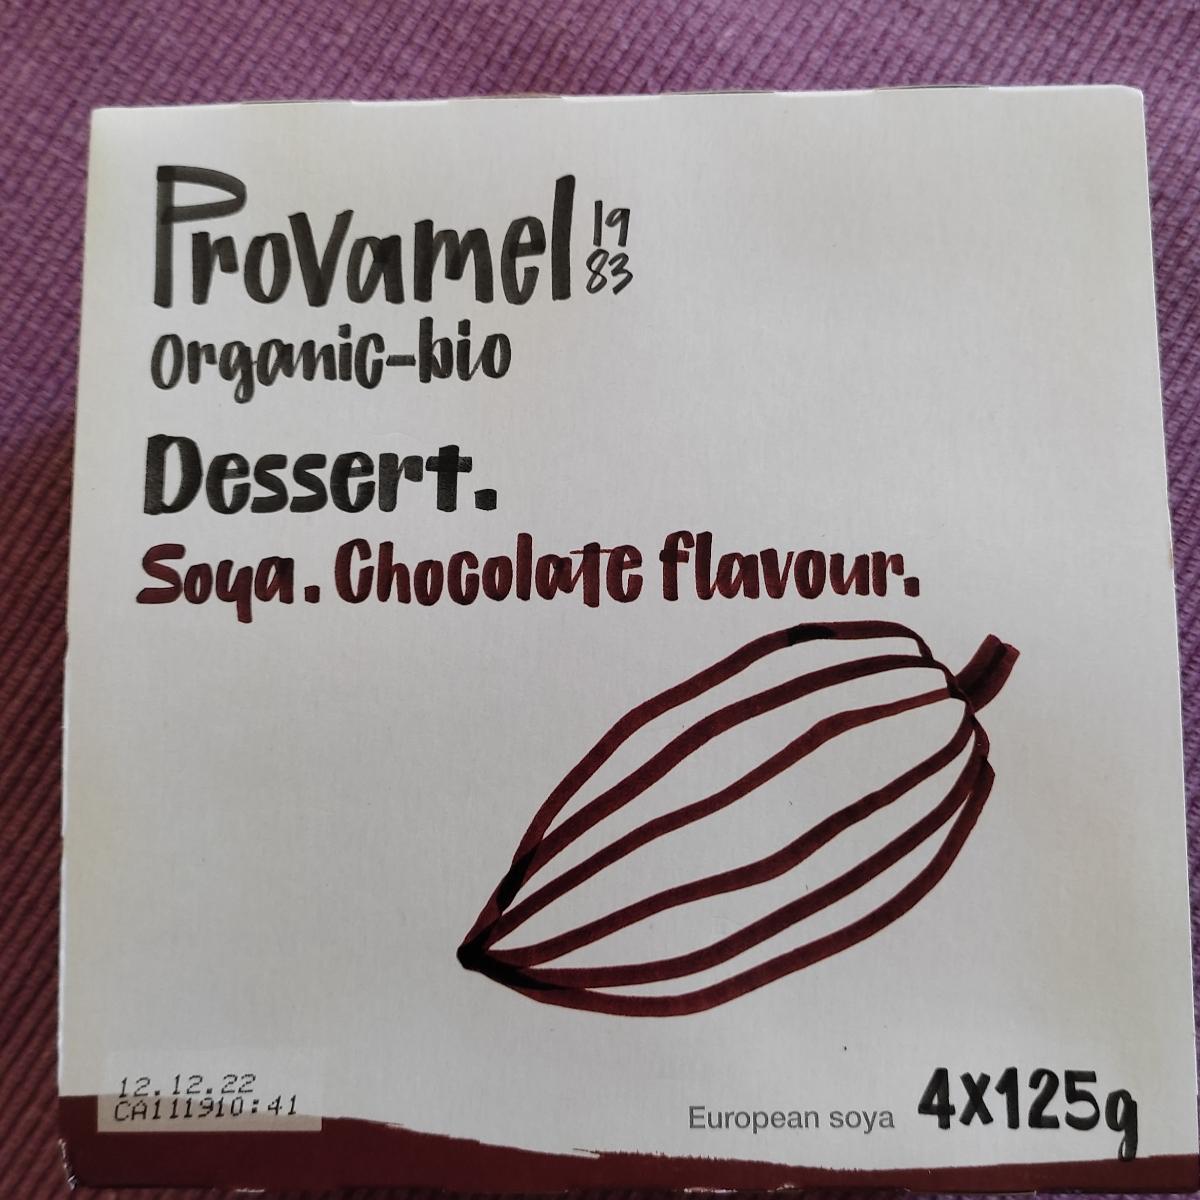 Provamel 19
83
organic-bio
Dessert.
Soya. Chocolate flavour.
12.12.22
CA111910:41
European soya 4x125g